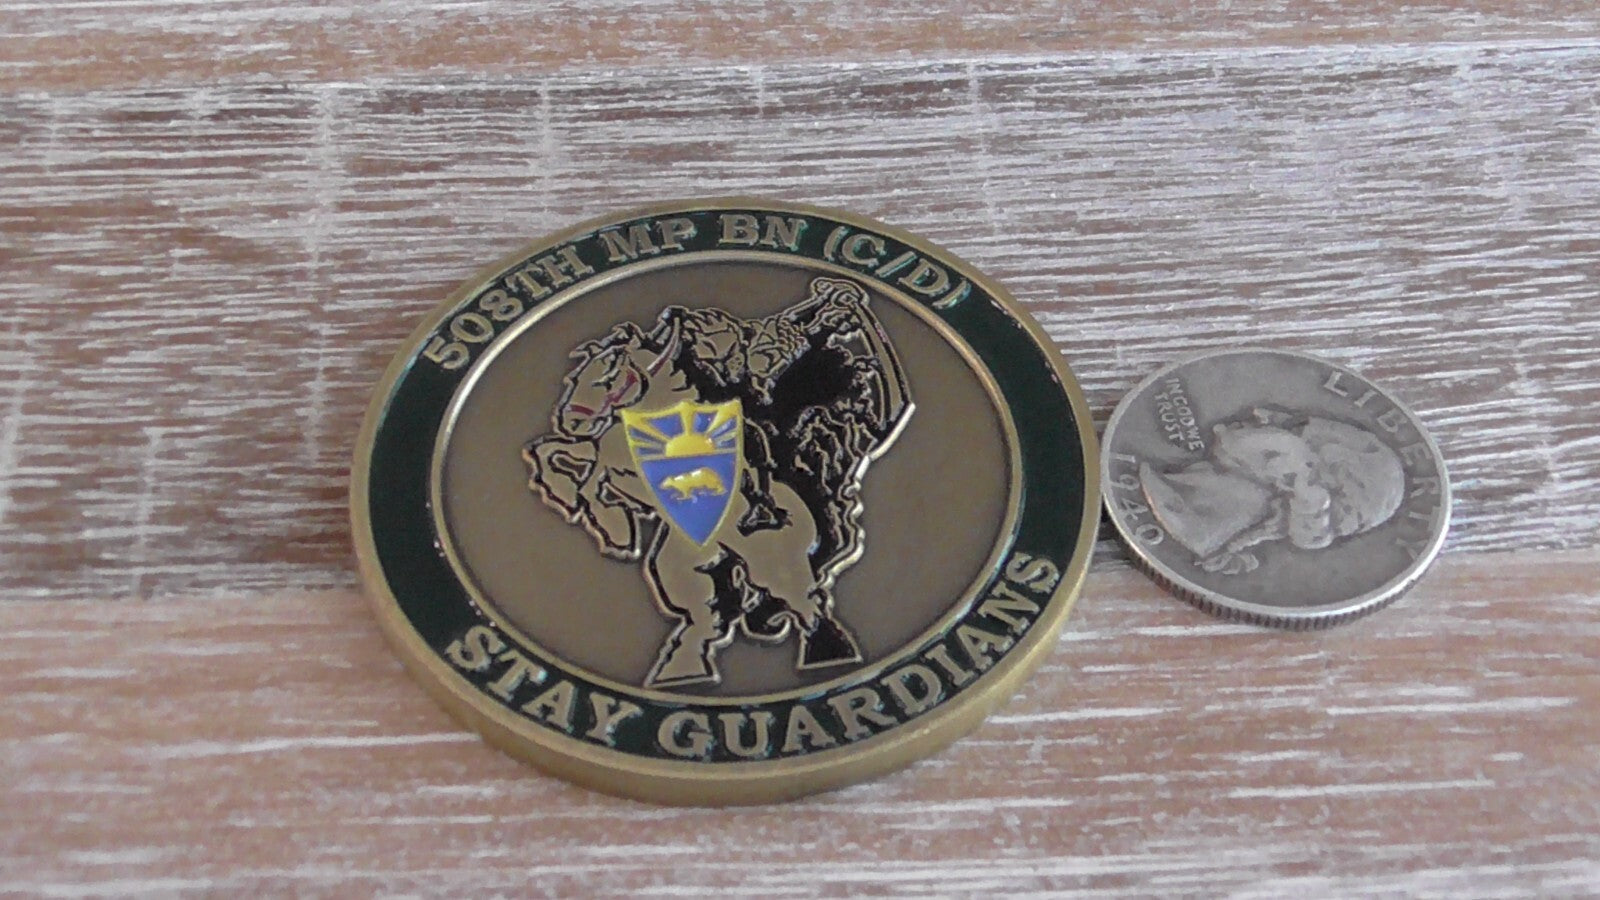 508TH MP BN (C/D)
STAY GUARDIANS
LIBERTY
IN GOD WE
TRUST
1940